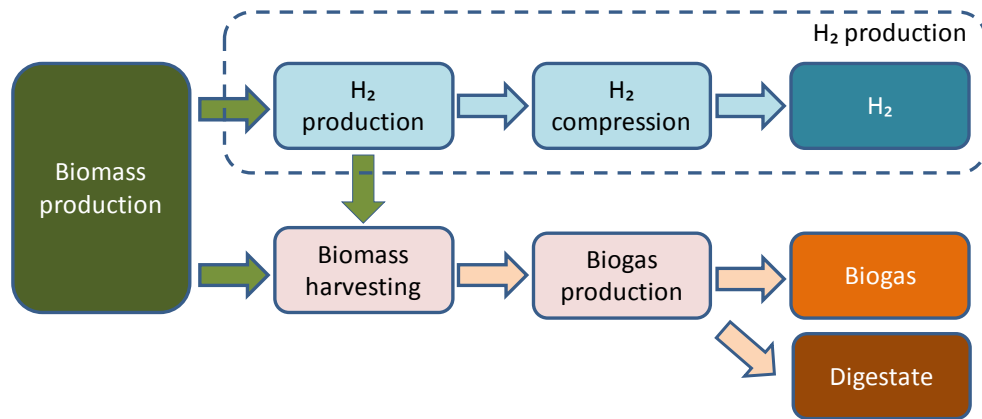 H₂ production
Biomass
production
H₂
production
H₂
compression
H₂
Biomass
harvesting
Biogas
production
Biogas
Digestate